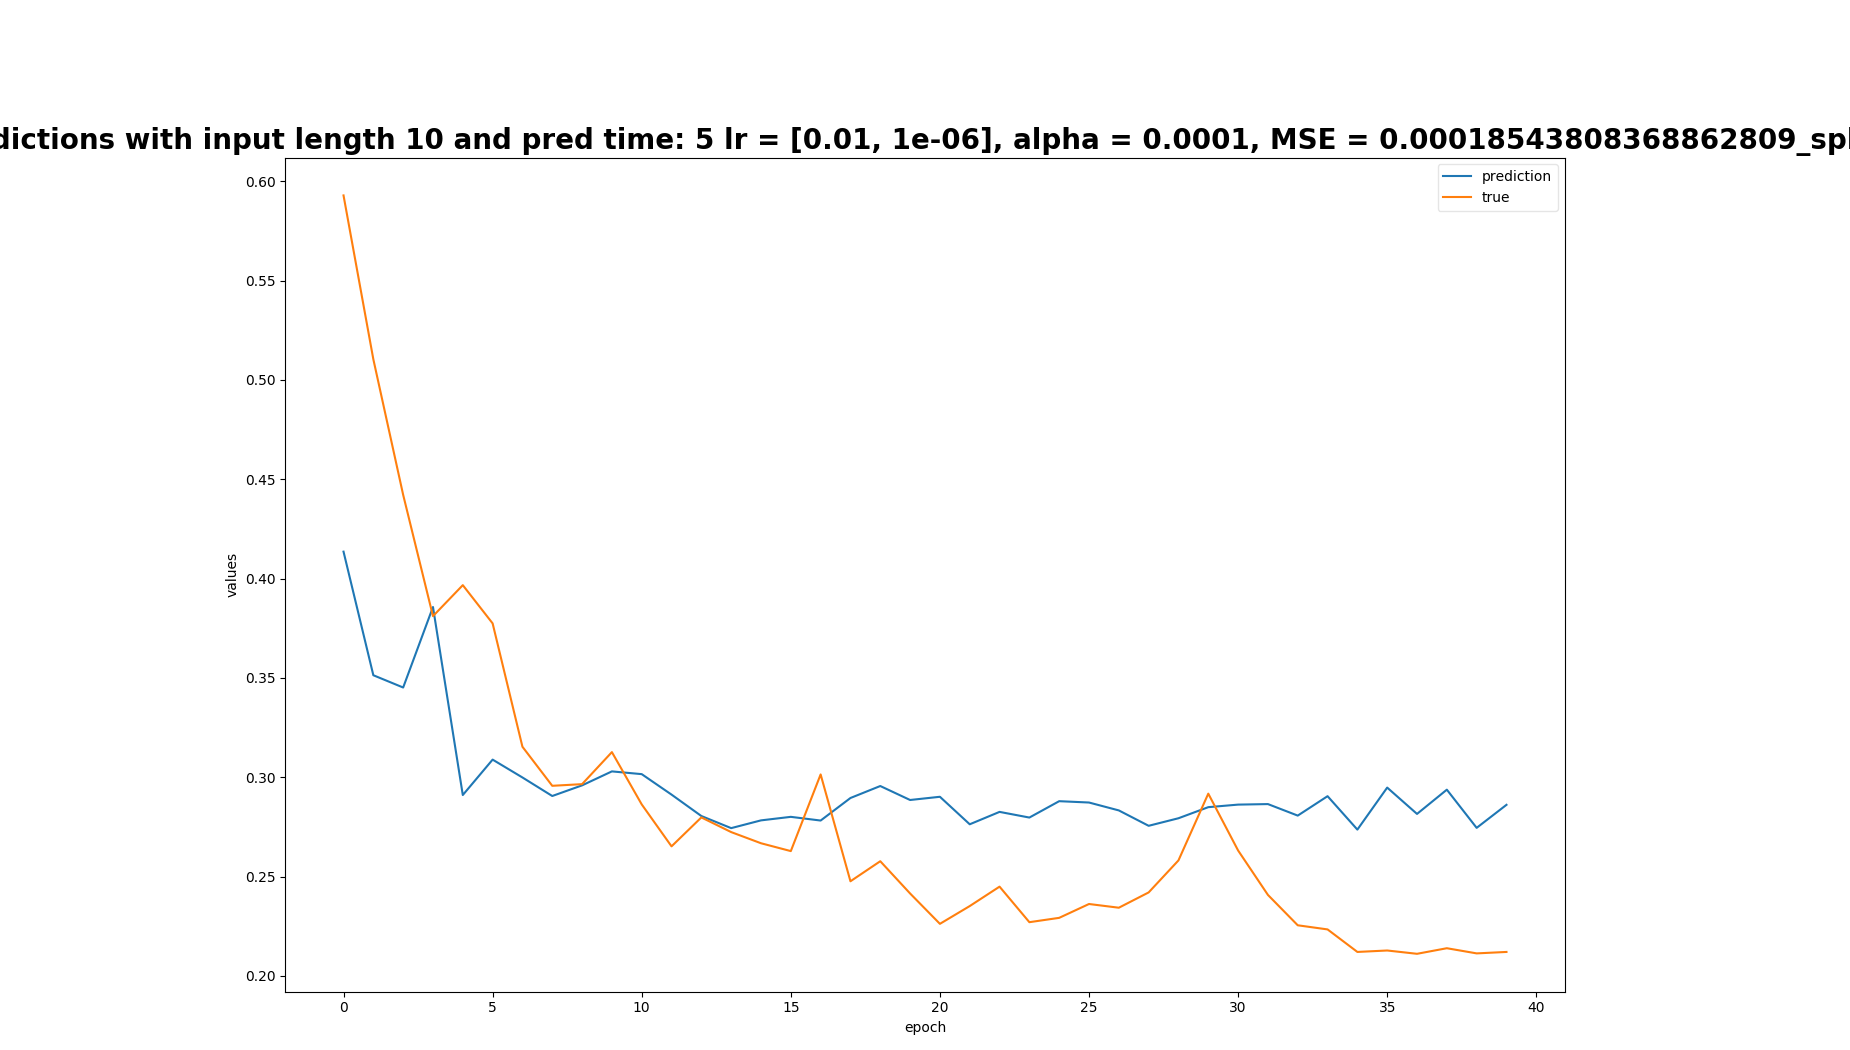 dictions with input length 10 and pred time: 5 lr = [0.01, 1e-06], alpha = 0.0001, MSE = 0.00018543808368862809_spl
prediction
true
0.60
0.55
0.50
0.45
0.40
0.35
0.30
0.25
0.20
values
0 5 10 15 20 25 30 35 40
epoch